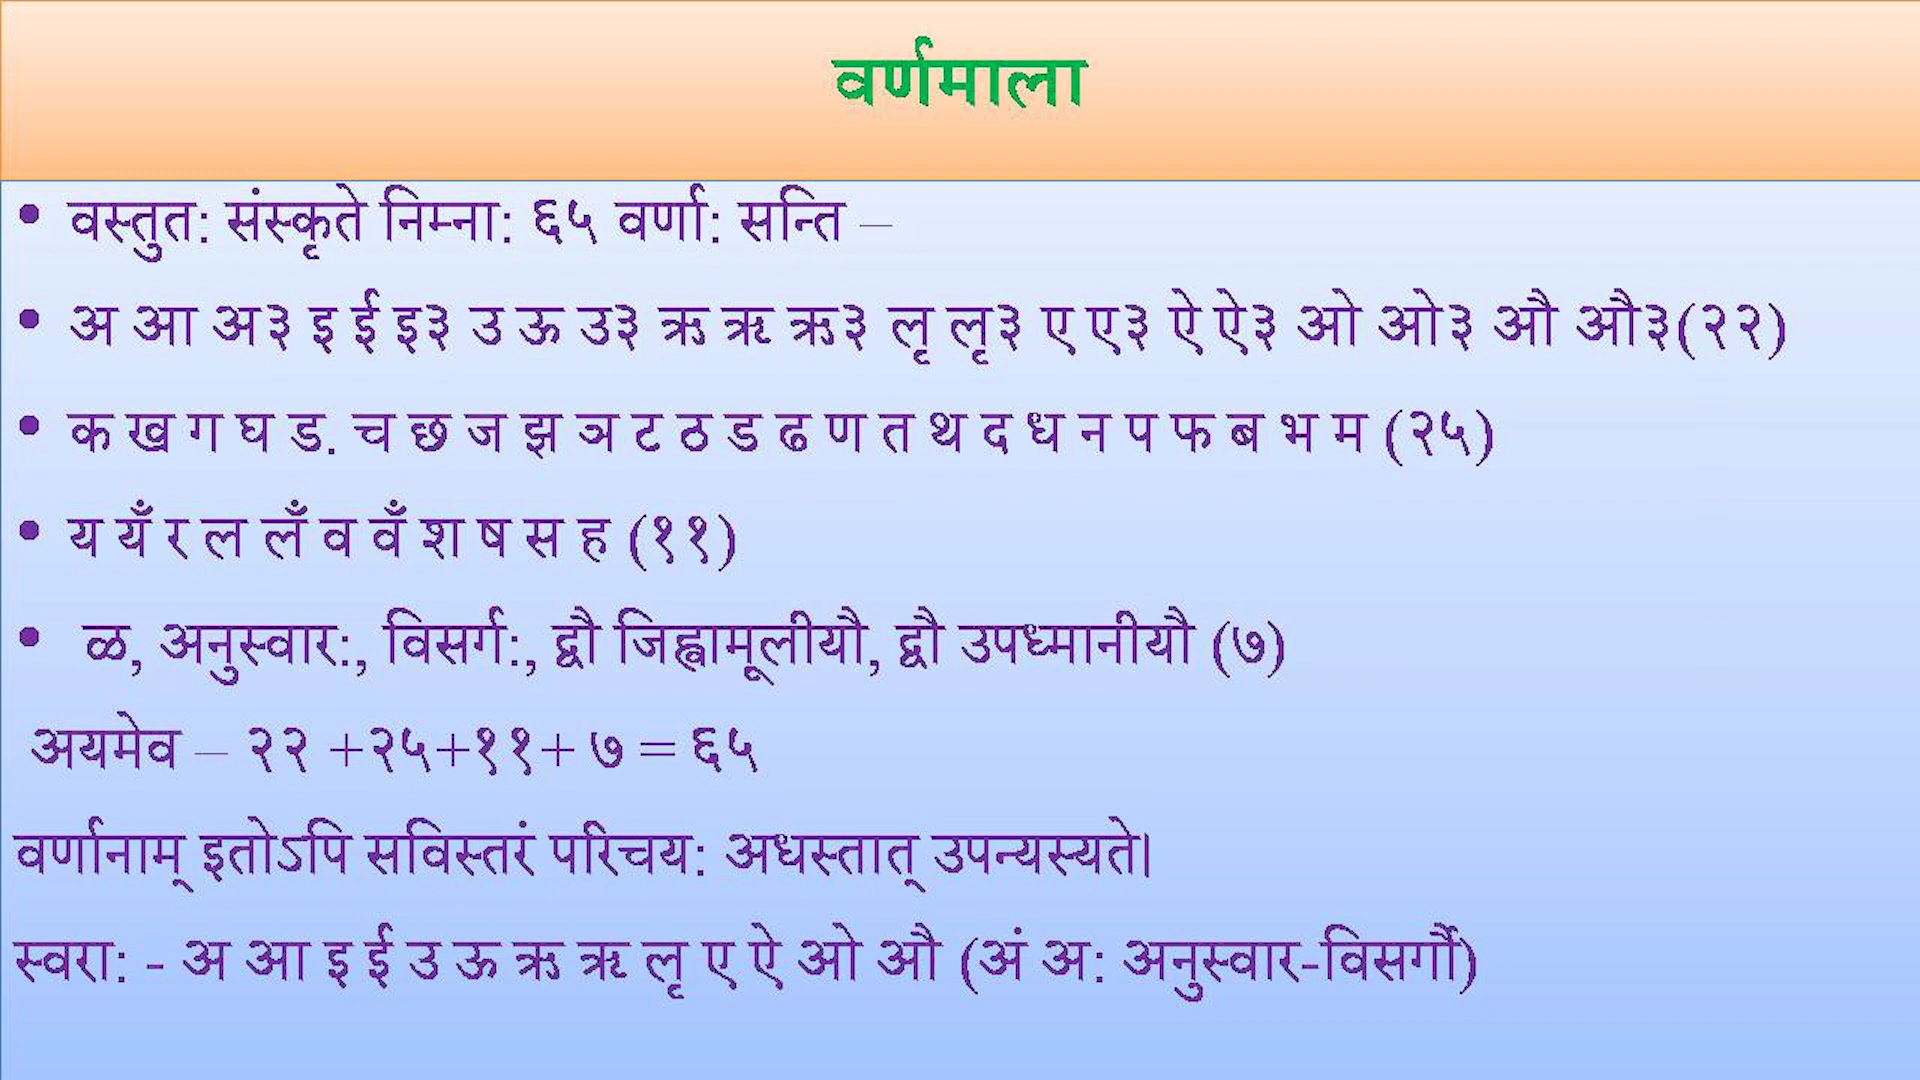 वर्णमाला
• वस्तुत: संस्कृते निम्ना: ६५ वर्णा: सन्ति –
• अ आ अ३ इ ई इ३ उ ऊ उ३ ऋ ॠ ऋ३ लृ लृ३ ए ए३ ऐ ऐ३ ओ ओ३ औ औ३(२२)
• क ख ग घ ड. च छ ज झ ञ ट ठ ड ढ ण त थ द ध न प फ ब भ म (२५)
• य यँ र ल लँ व वँ श ष स ह (११)
• ळ, अनुस्वार:, विसर्ग:, द्वौ जिह्वामूलीयौ, द्वौ उपध्मानीयौ (७)
अयमेव – २२ +२५+११+ ७ = ६५
वर्णानाम् इतोऽपि सविस्तरं परिचय: अधस्तात् उपन्यस्यते।
स्वरा: - अ आ इ ई उ ऊ ऋ ॠ लृ ए ऐ ओ औ (अं अ: अनुस्वार-विसर्गौ)